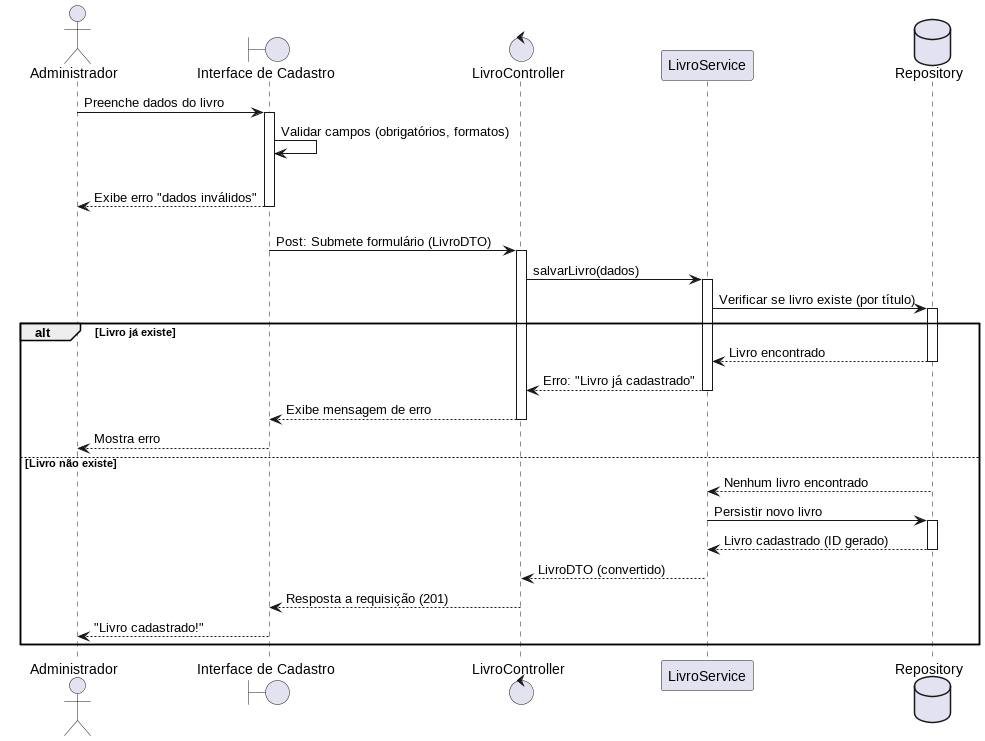 Administrador
Interface de Cadastro
LivroController
LivroService
Repository
Preenche dados do livro
Validar campos (obrigatórios, formatos)
Exibe erro "dados inválidos"
Post: Submete formulário (LivroDTO)
salvarLivro(dados)
Verificar se livro existe (por título)
alt
[Livro já existe]
Livro encontrado
Erro: "Livro já cadastrado"
Exibe mensagem de erro
Mostra erro
[Livro não existe]
Nenhum livro encontrado
Persistir novo livro
Livro cadastrado (ID gerado)
LivroDTO (convertido)
Resposta a requisição (201)
"Livro cadastrado!"
Administrador
Interface de Cadastro
LivroController
LivroService
Repository